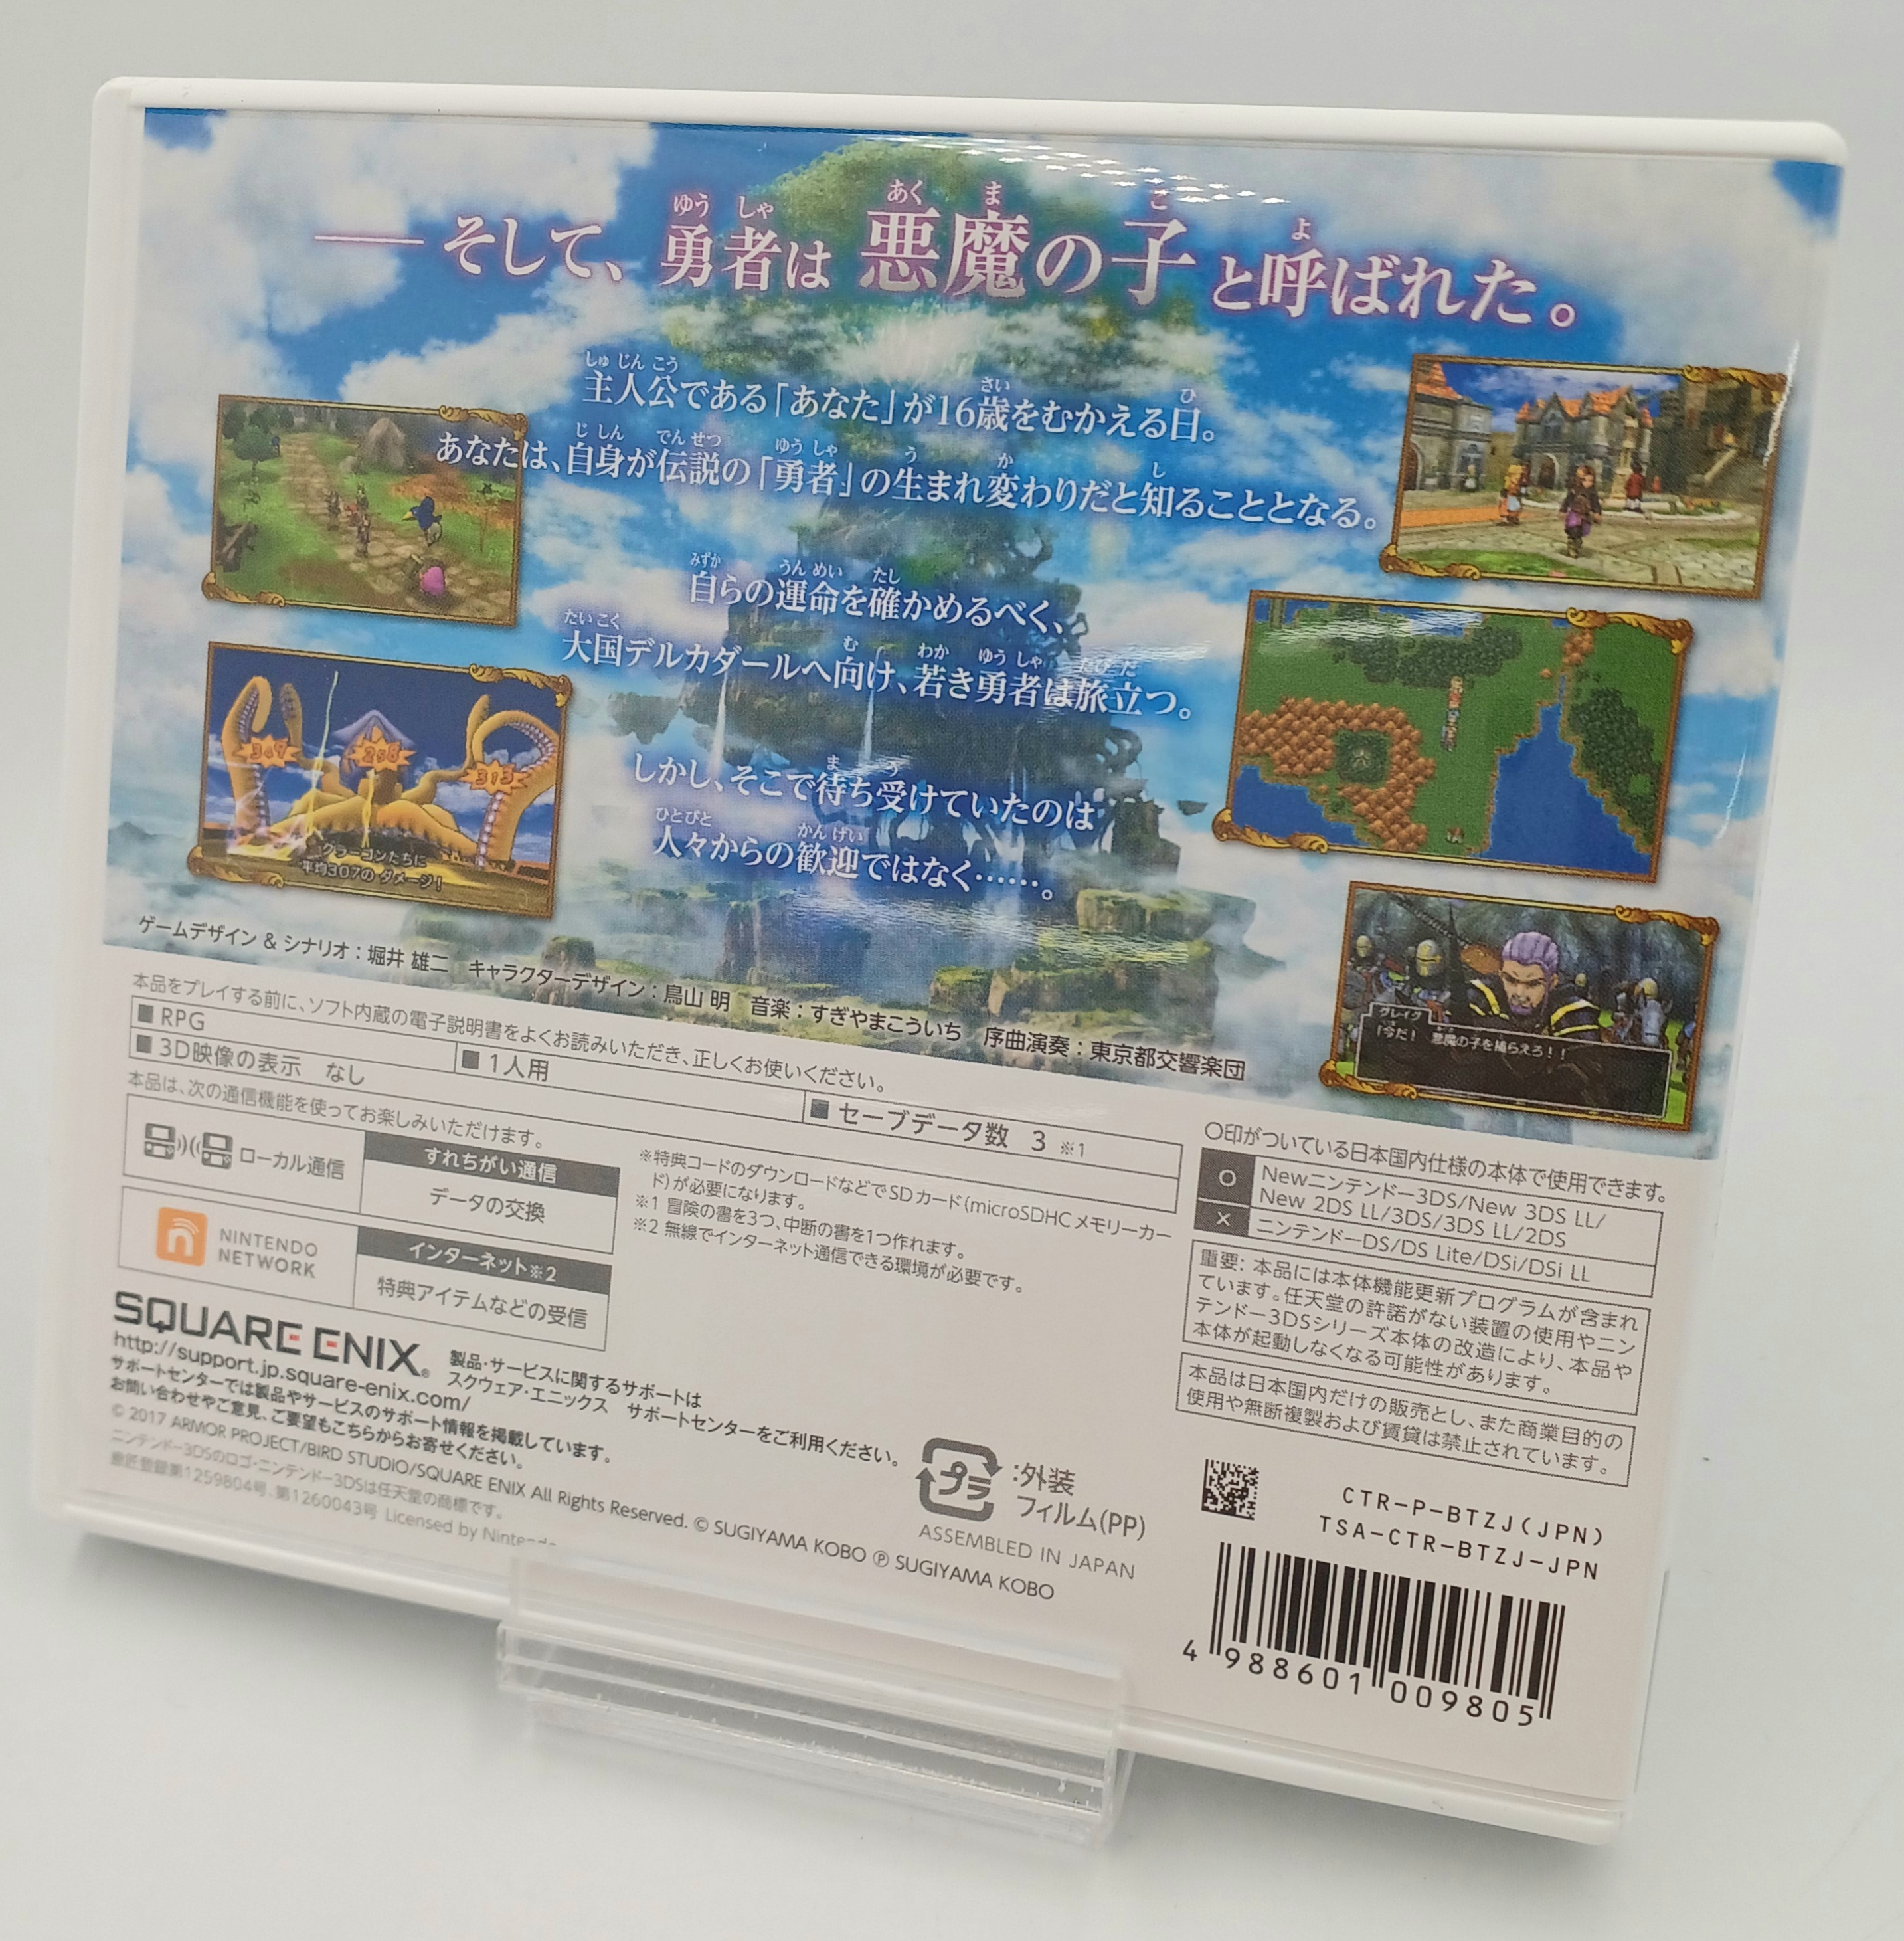 ──そして、勇者は悪魔の子と呼ばれた。
主人公である「あなた」が16歳をむかえる日。
あなたは、自身が伝説の「勇者」の生まれ変わりだと知ることとなる。
自らの運命を確かめるべく、
大国デルカダールへ向け、若き勇者は旅立つ。
しかし、そこで待ち受けていたのは
人々からの歓迎ではなく……。
349
258
313
クラーゴンたちに
平均307の ダメージ!
グレイグ
「今だ! 悪魔の子を捕らえろ!!
ゲームデザイン & シナリオ:堀井 雄二 キャラクターデザイン:鳥山 明 音楽:すぎやまこういち 序曲演奏:東京都交響楽団
本品をプレイする前に、ソフト内蔵の電子説明書をよくお読みいただき、正しくお使いください。
■ RPG
■ 1人用
■ セーブデータ数 3 ※1
■ 3D映像の表示 なし
本品は、次の通信機能を使ってお楽しみいただけます。
ローカル通信
すれちがい通信
データの交換
NINTENDO
NETWORK
インターネット※2
特典アイテムなどの受信
※特典コードのダウンロードなどでSDカード(microSDHCメモリーカー
ド)が必要になります。
※1 冒険の書を3つ、中断の書を1つ作れます。
※2 無線でインターネット通信できる環境が必要です。
○印がついている日本国内仕様の本体で使用できます。
○ Newニンテンドー3DS/New 3DS LL/
New 2DS LL/3DS/3DS LL/2DS
× ニンテンドーDS/DS Lite/DSi/DSi LL
重要: 本品には本体機能更新プログラムが含まれ
ています。任天堂の許諾がない装置の使用やニン
テンドー3DSシリーズ本体の改造により、本品や
本体が起動しなくなる可能性があります。
本品は日本国内だけの販売とし、また商業目的の
使用や無断複製および賃貸は禁止されています。
SQUARE ENIX®
製品・サービスに関するサポートは
スクウェア・エニックス サポートセンターをご利用ください。
http://support.jp.square-enix.com/
サポートセンターでは製品やサービスのサポート情報を掲載しています。
お問い合わせやご意見、ご要望もこちらからお寄せください。
© 2017 ARMOR PROJECT/BIRD STUDIO/SQUARE ENIX All Rights Reserved. © SUGIYAMA KOBO ℗ SUGIYAMA KOBO
ニンテンドー3DSのロゴ・ニンテンドー3DSは任天堂の商標です。
意匠登録第1259804号、第1260043号 Licensed by Nintendo
プラ :外装
フィルム(PP)
ASSEMBLED IN JAPAN
CTR-P-BTZJ(JPN)
TSA-CTR-BTZJ-JPN
4 988601 009805